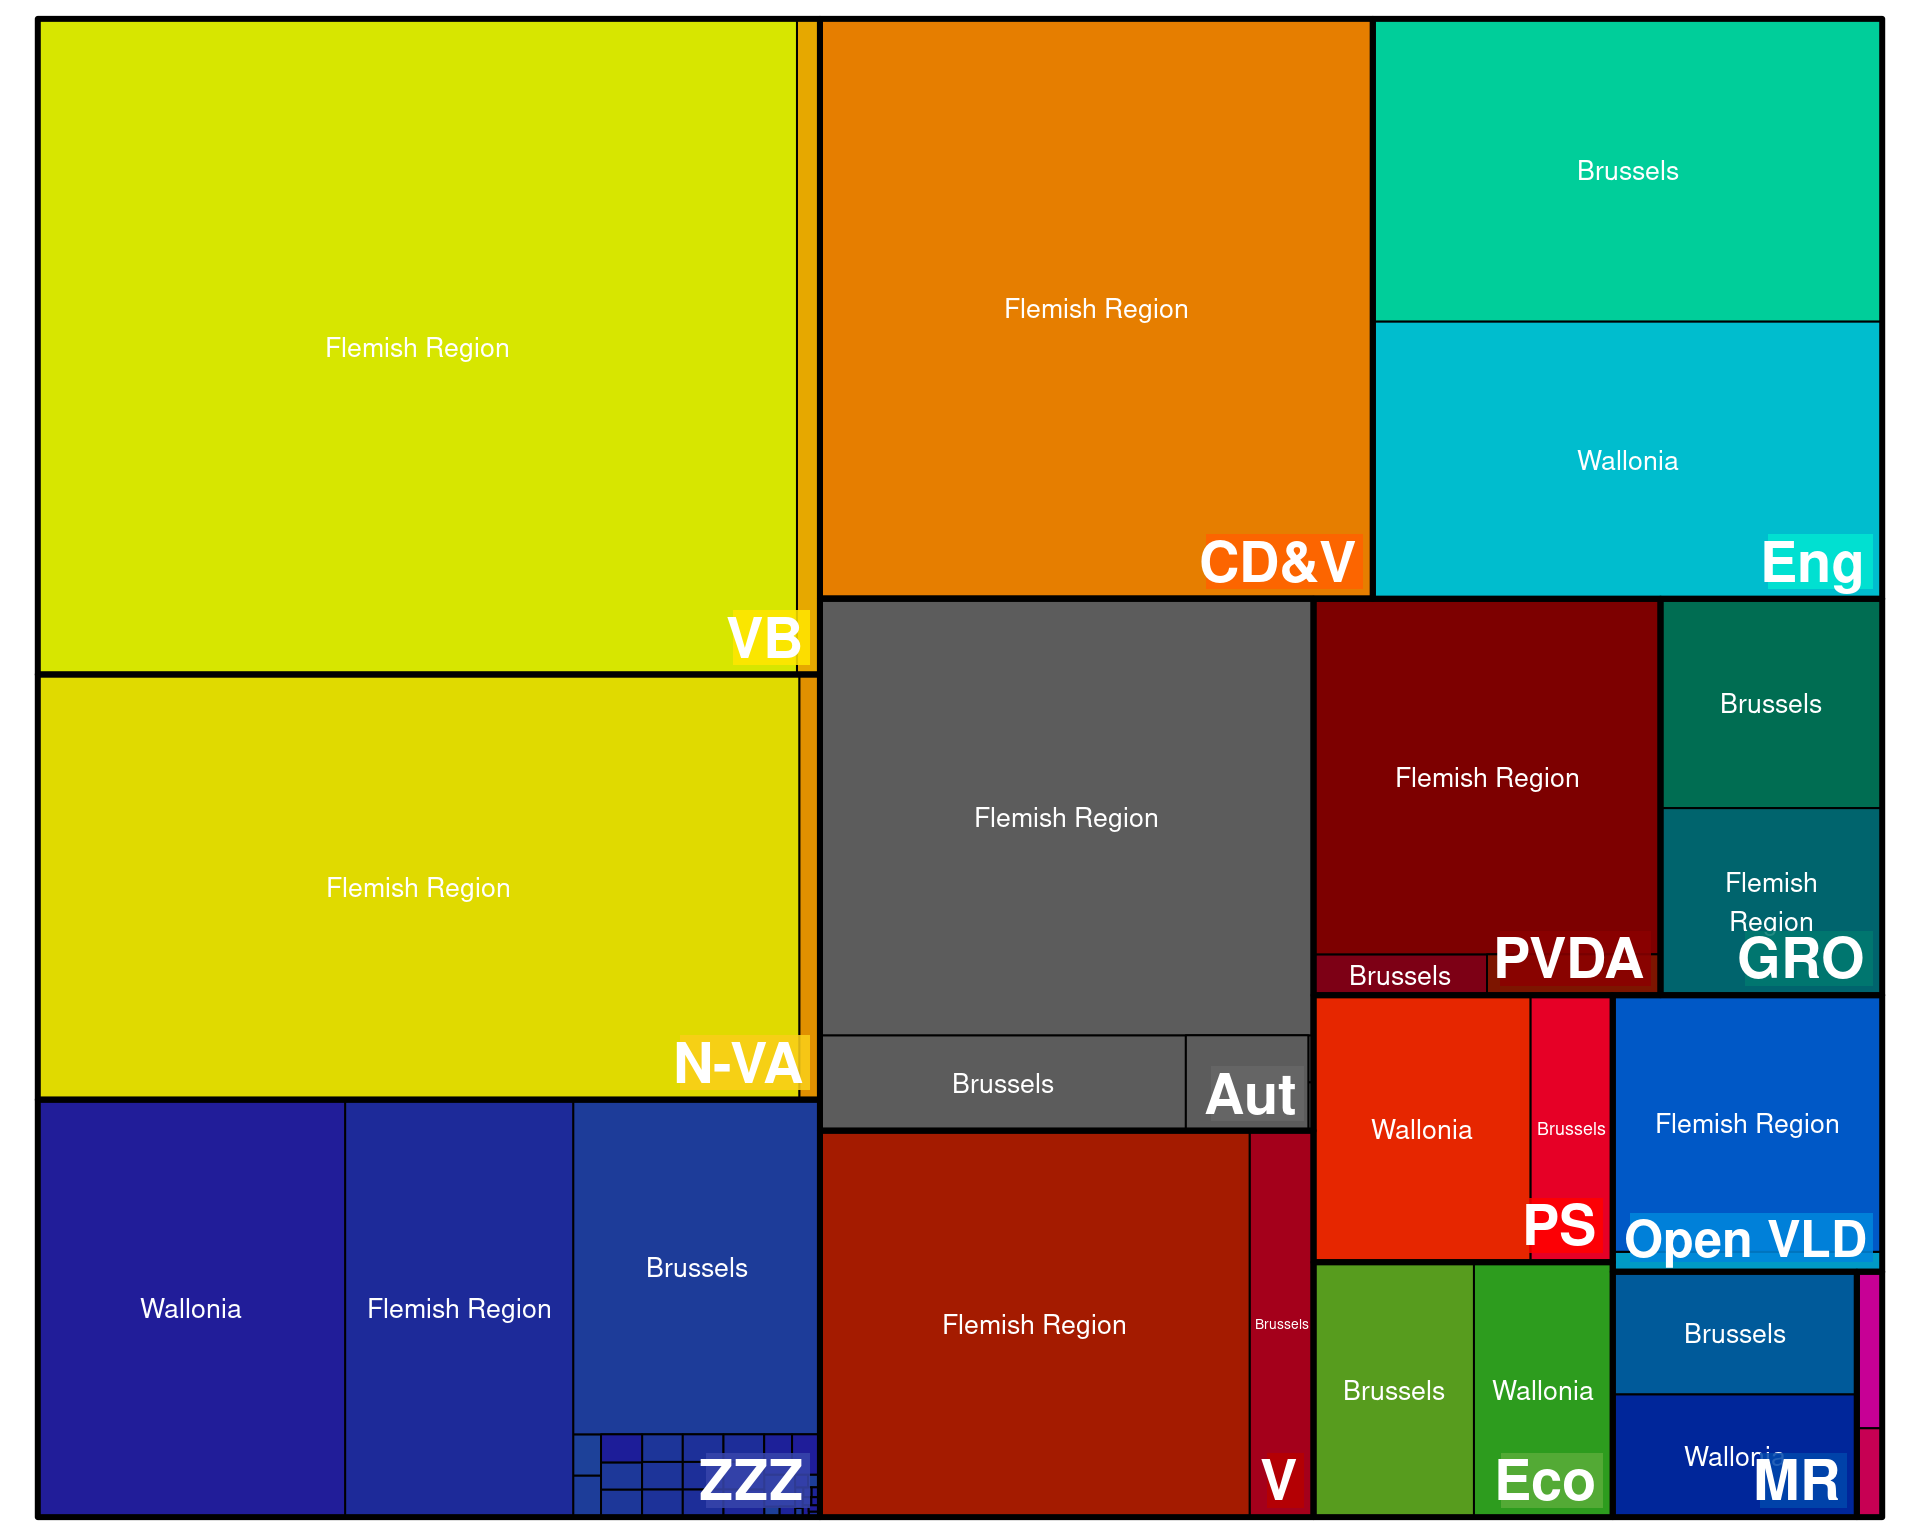 Flemish Region
VB
Flemish Region
CD&V
Brussels
Wallonia
Eng
Flemish Region
N-VA
Flemish Region
Brussels
Aut
Flemish Region
Brussels
PVDA
Brussels
Flemish
Region
GRO
Wallonia
Flemish Region
Brussels
ZZZ
Flemish Region
Brussels
V
Wallonia
Brussels
PS
Flemish Region
Open VLD
Brussels
Wallonia
Eco
Brussels
Wallonia
MR